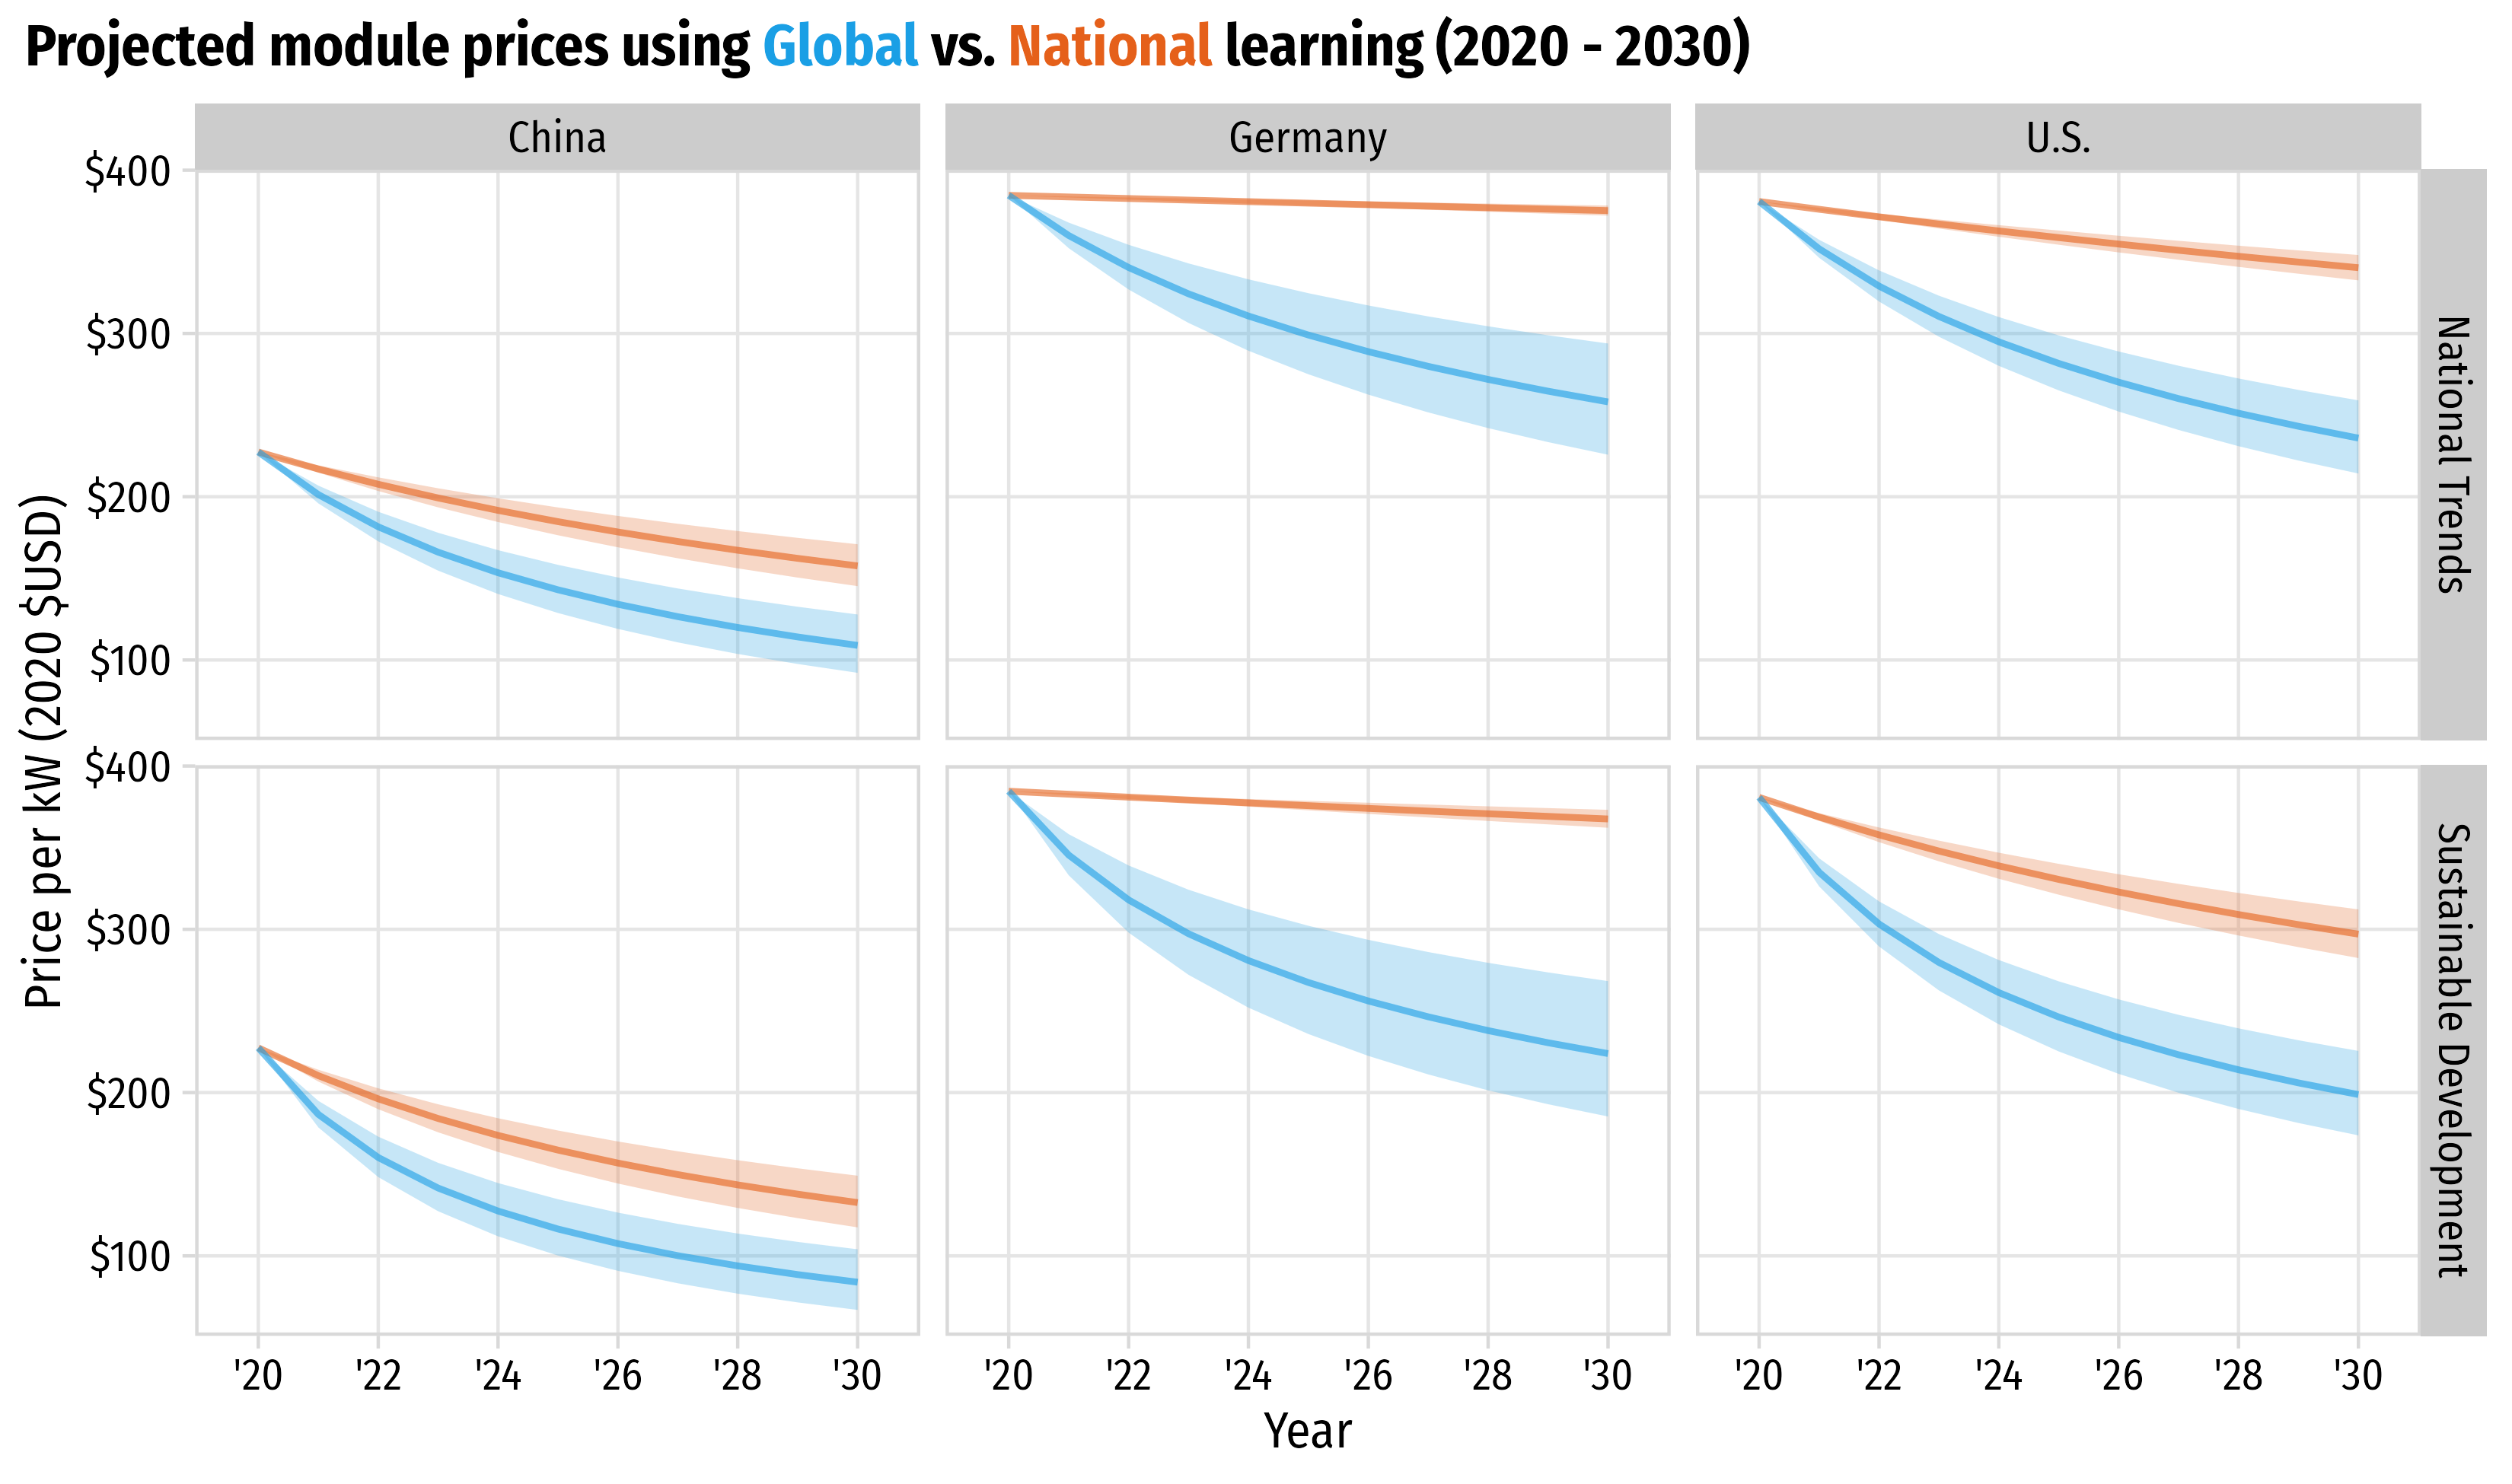 Projected module prices using Global vs. National learning (2020 - 2030)
China
Germany
U.S.
Price per kW (2020 $USD)
$400
$300
$200
$100
National Trends
$400
$300
$200
$100
Sustainable Development
'20 '22 '24 '26 '28 '30
'20 '22 '24 '26 '28 '30
'20 '22 '24 '26 '28 '30
Year